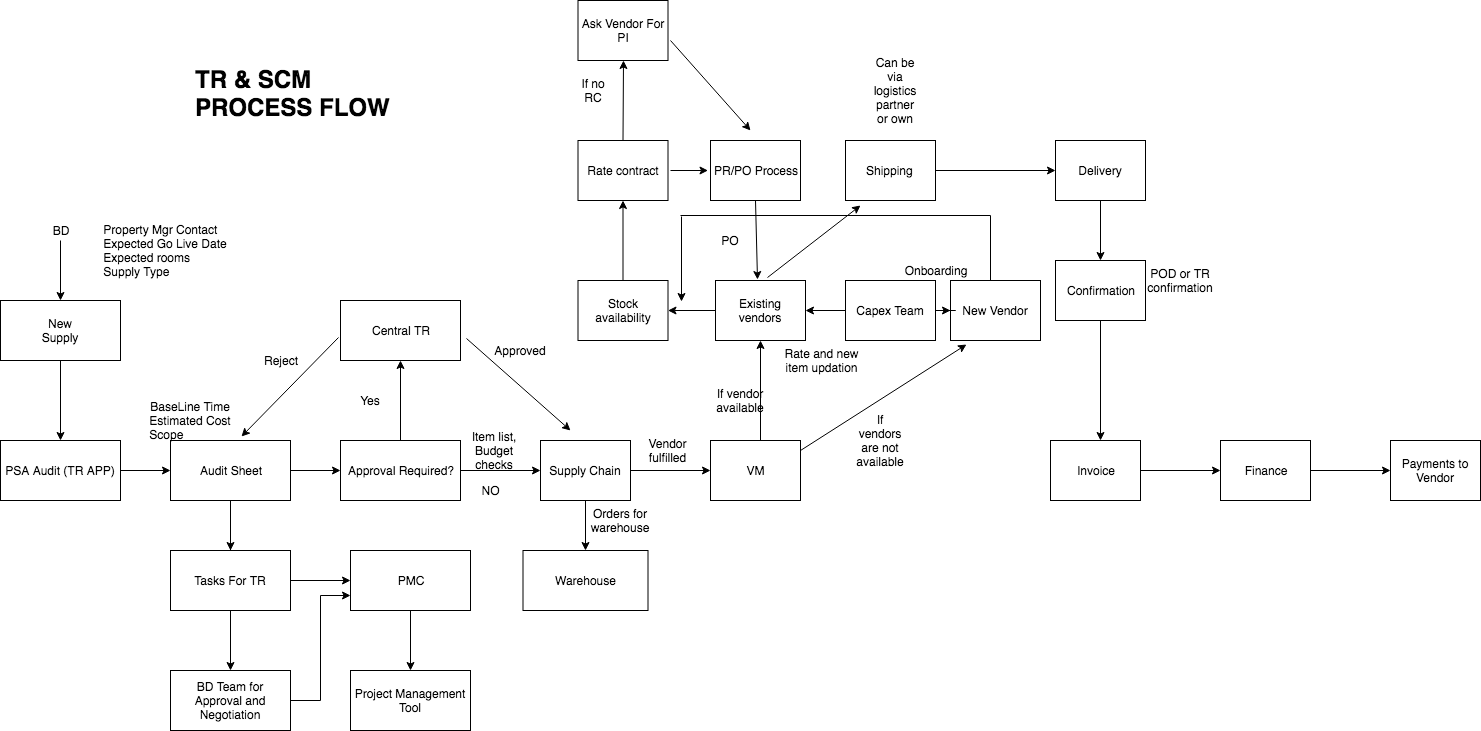 TR & SCM
PROCESS FLOW
Ask Vendor For
PI
If no
RC
Can be
via
logistics
partner
or own
Rate contract
PR/PO Process
Shipping
Delivery
BD
Property Mgr Contact
Expected Go Live Date
Expected rooms
Supply Type
PO
Onboarding
New
Supply
Central TR
Stock
availability
Existing
vendors
Capex Team
New Vendor
Confirmation
POD or TR
confirmation
Reject
Approved
Rate and new
item updation
Yes
If vendor
available
BaseLine Time
Estimated Cost
Scope
If
vendors
are not
available
PSA Audit (TR APP)
Audit Sheet
Approval Required?
Item list,
Budget
checks
NO
Supply Chain
Vendor
fulfilled
VM
Invoice
Finance
Payments to
Vendor
Orders for
warehouse
Tasks For TR
PMC
Warehouse
BD Team for
Approval and
Negotiation
Project Management
Tool